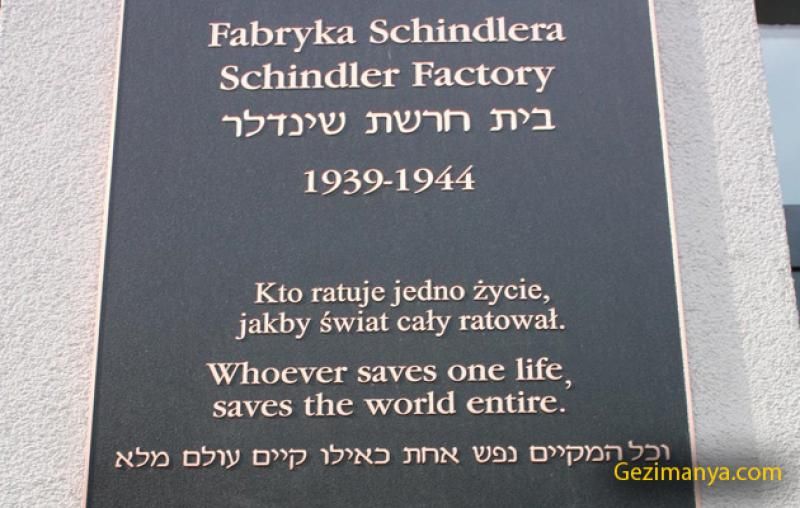 Fabryka Schindlera
Schindler Factory
בית חרשת שינדלר
1939-1944
Kto ratuje jedno życie,
jakby świat cały ratował.
Whoever saves one life,
saves the world entire.
וכל המקיים נפש אחת כאילו קיים עולם מלא
Gezimanya.com